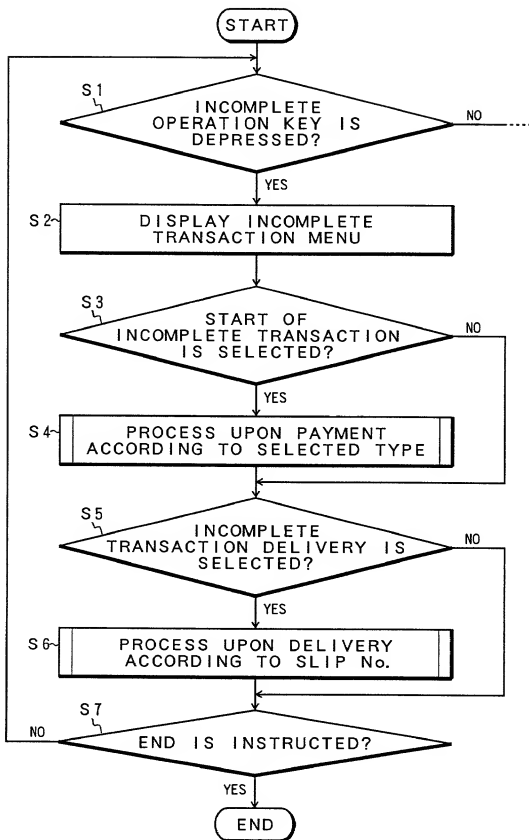 START
S1
INCOMPLETE
OPERATION KEY IS
DEPRESSED?
NO
YES
S2
DISPLAY INCOMPLETE
TRANSACTION MENU
S3
START OF
INCOMPLETE TRANSACTION
IS SELECTED?
NO
YES
S4
PROCESS UPON PAYMENT
ACCORDING TO SELECTED TYPE
S5
INCOMPLETE
TRANSACTION DELIVERY IS
SELECTED?
NO
YES
S6
PROCESS UPON DELIVERY
ACCORDING TO SLIP No.
S7
NO
END IS INSTRUCTED?
YES
END